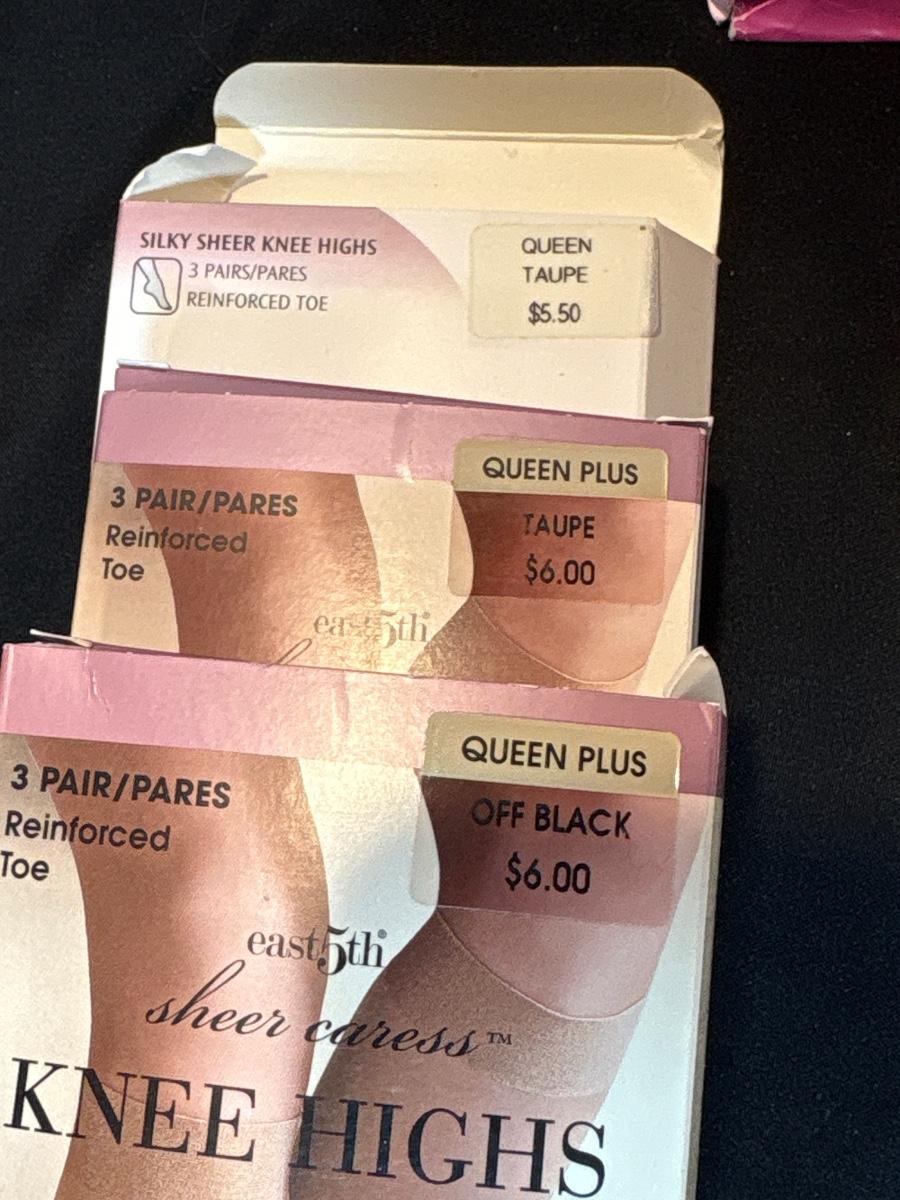 SILKY SHEER KNEE HIGHS
3 PAIRS/PARES
REINFORCED TOE
QUEEN
TAUPE
$5.50
3 PAIR/PARES
Reinforced
Toe
QUEEN PLUS
TAUPE
$6.00
east5th®
3 PAIR/PARES
Reinforced
Toe
QUEEN PLUS
OFF BLACK
$6.00
east5th®
sheer caress™
KNEE HIGHS